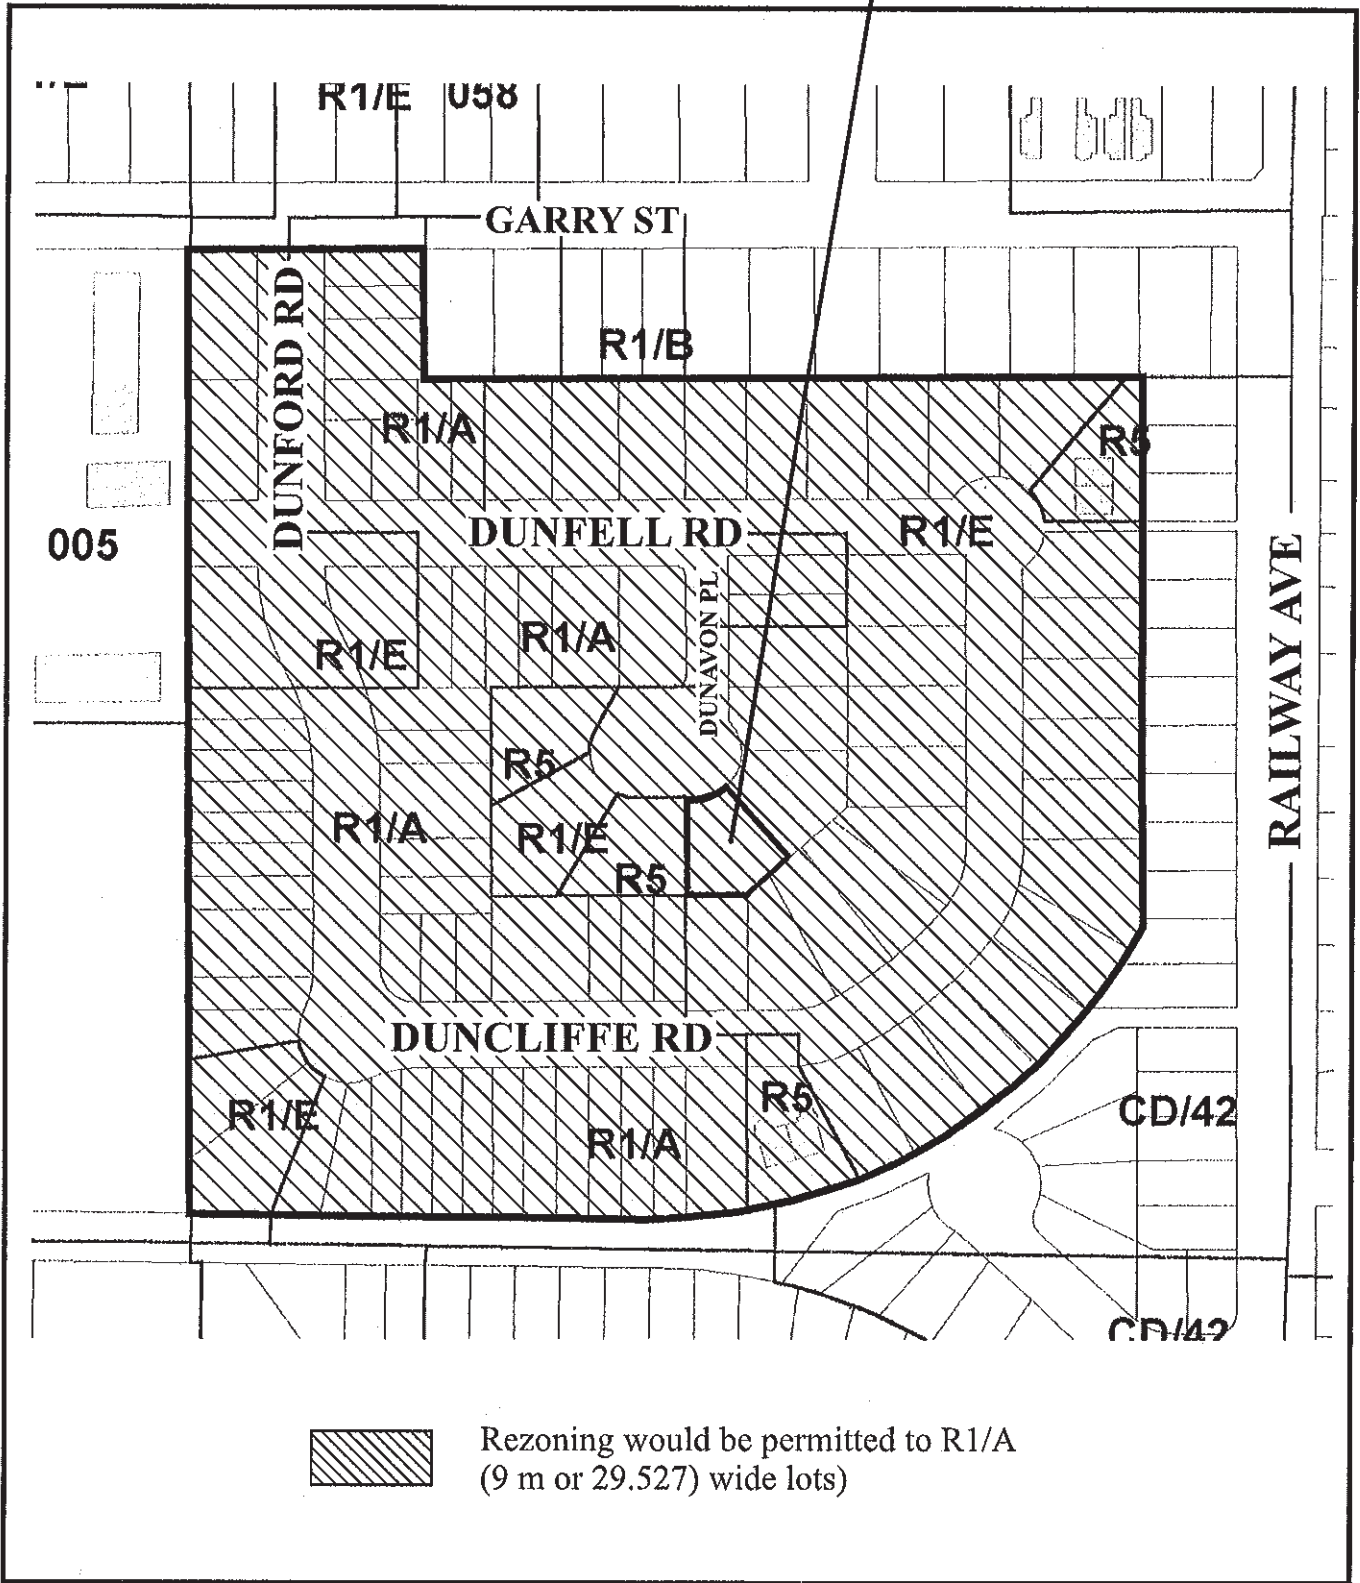 R1/E 058
GARRY ST
R1/B
DUNFORD RD
R1/A
R5
005
DUNFELL RD
R1/E
RAILWAY AVE
DUNAVON PL
R1/E
R1/A
R5
R1/A
R1/E
R5
DUNCLIFFE RD
R5
R1/E
R1/A
CD/42
CD/42
Rezoning would be permitted to R1/A
(9 m or 29.527) wide lots)